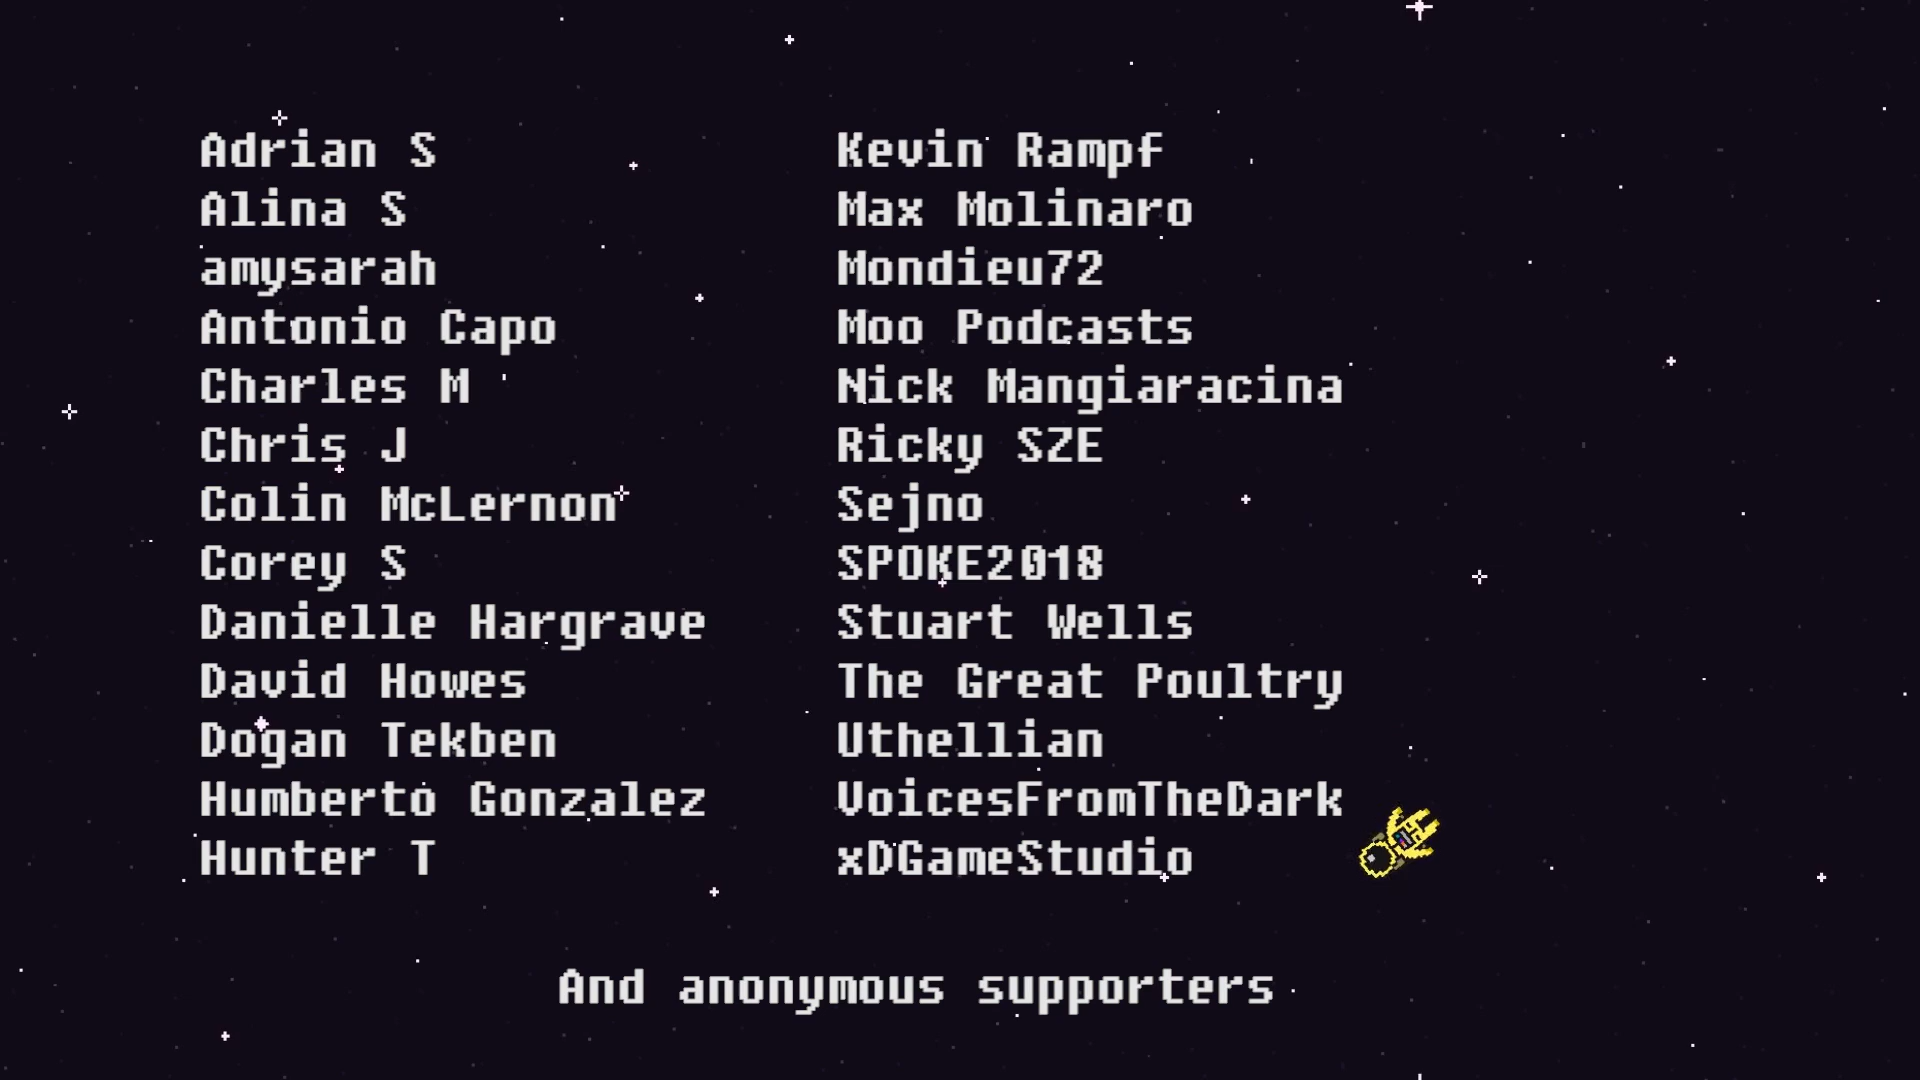 Adrian S
Alina S
amysarah
Antonio Capo
Charles M
Chris J
Colin McLernon
Corey S
Danielle Hargrave
David Howes
Dogan Tekben
Humberto Gonzalez
Hunter T
Kevin Rampf
Max Molinaro
Mondieu72
Moo Podcasts
Nick Mangiaracina
Ricky SZE
Sejno
SPOKE2018
Stuart Wells
The Great Poultry
Uthellian
VoicesFromTheDark
xDGameStudio
And anonymous supporters